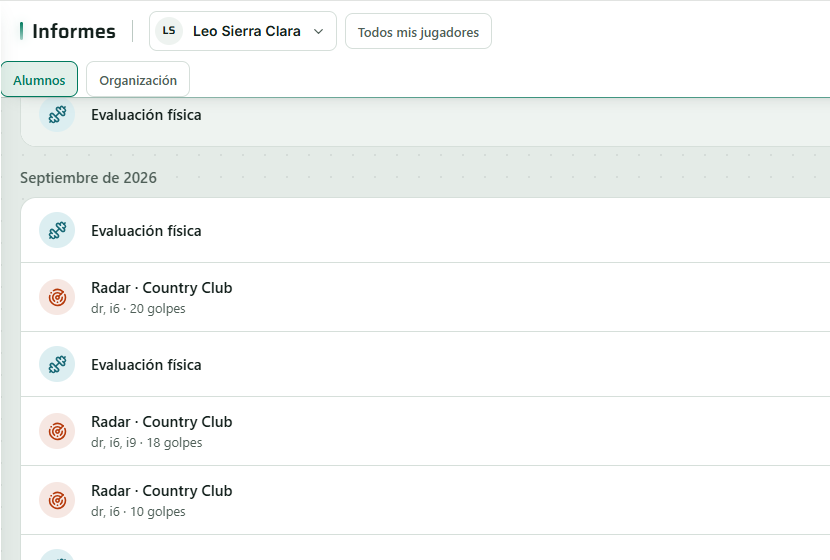 Informes
LS Leo Sierra Clara
Todos mis jugadores
Alumnos
Organización
Evaluación física
Septiembre de 2026
Evaluación física
Radar · Country Club
dr, i6 · 20 golpes
Evaluación física
Radar · Country Club
dr, i6, i9 · 18 golpes
Radar · Country Club
dr, i6 · 10 golpes